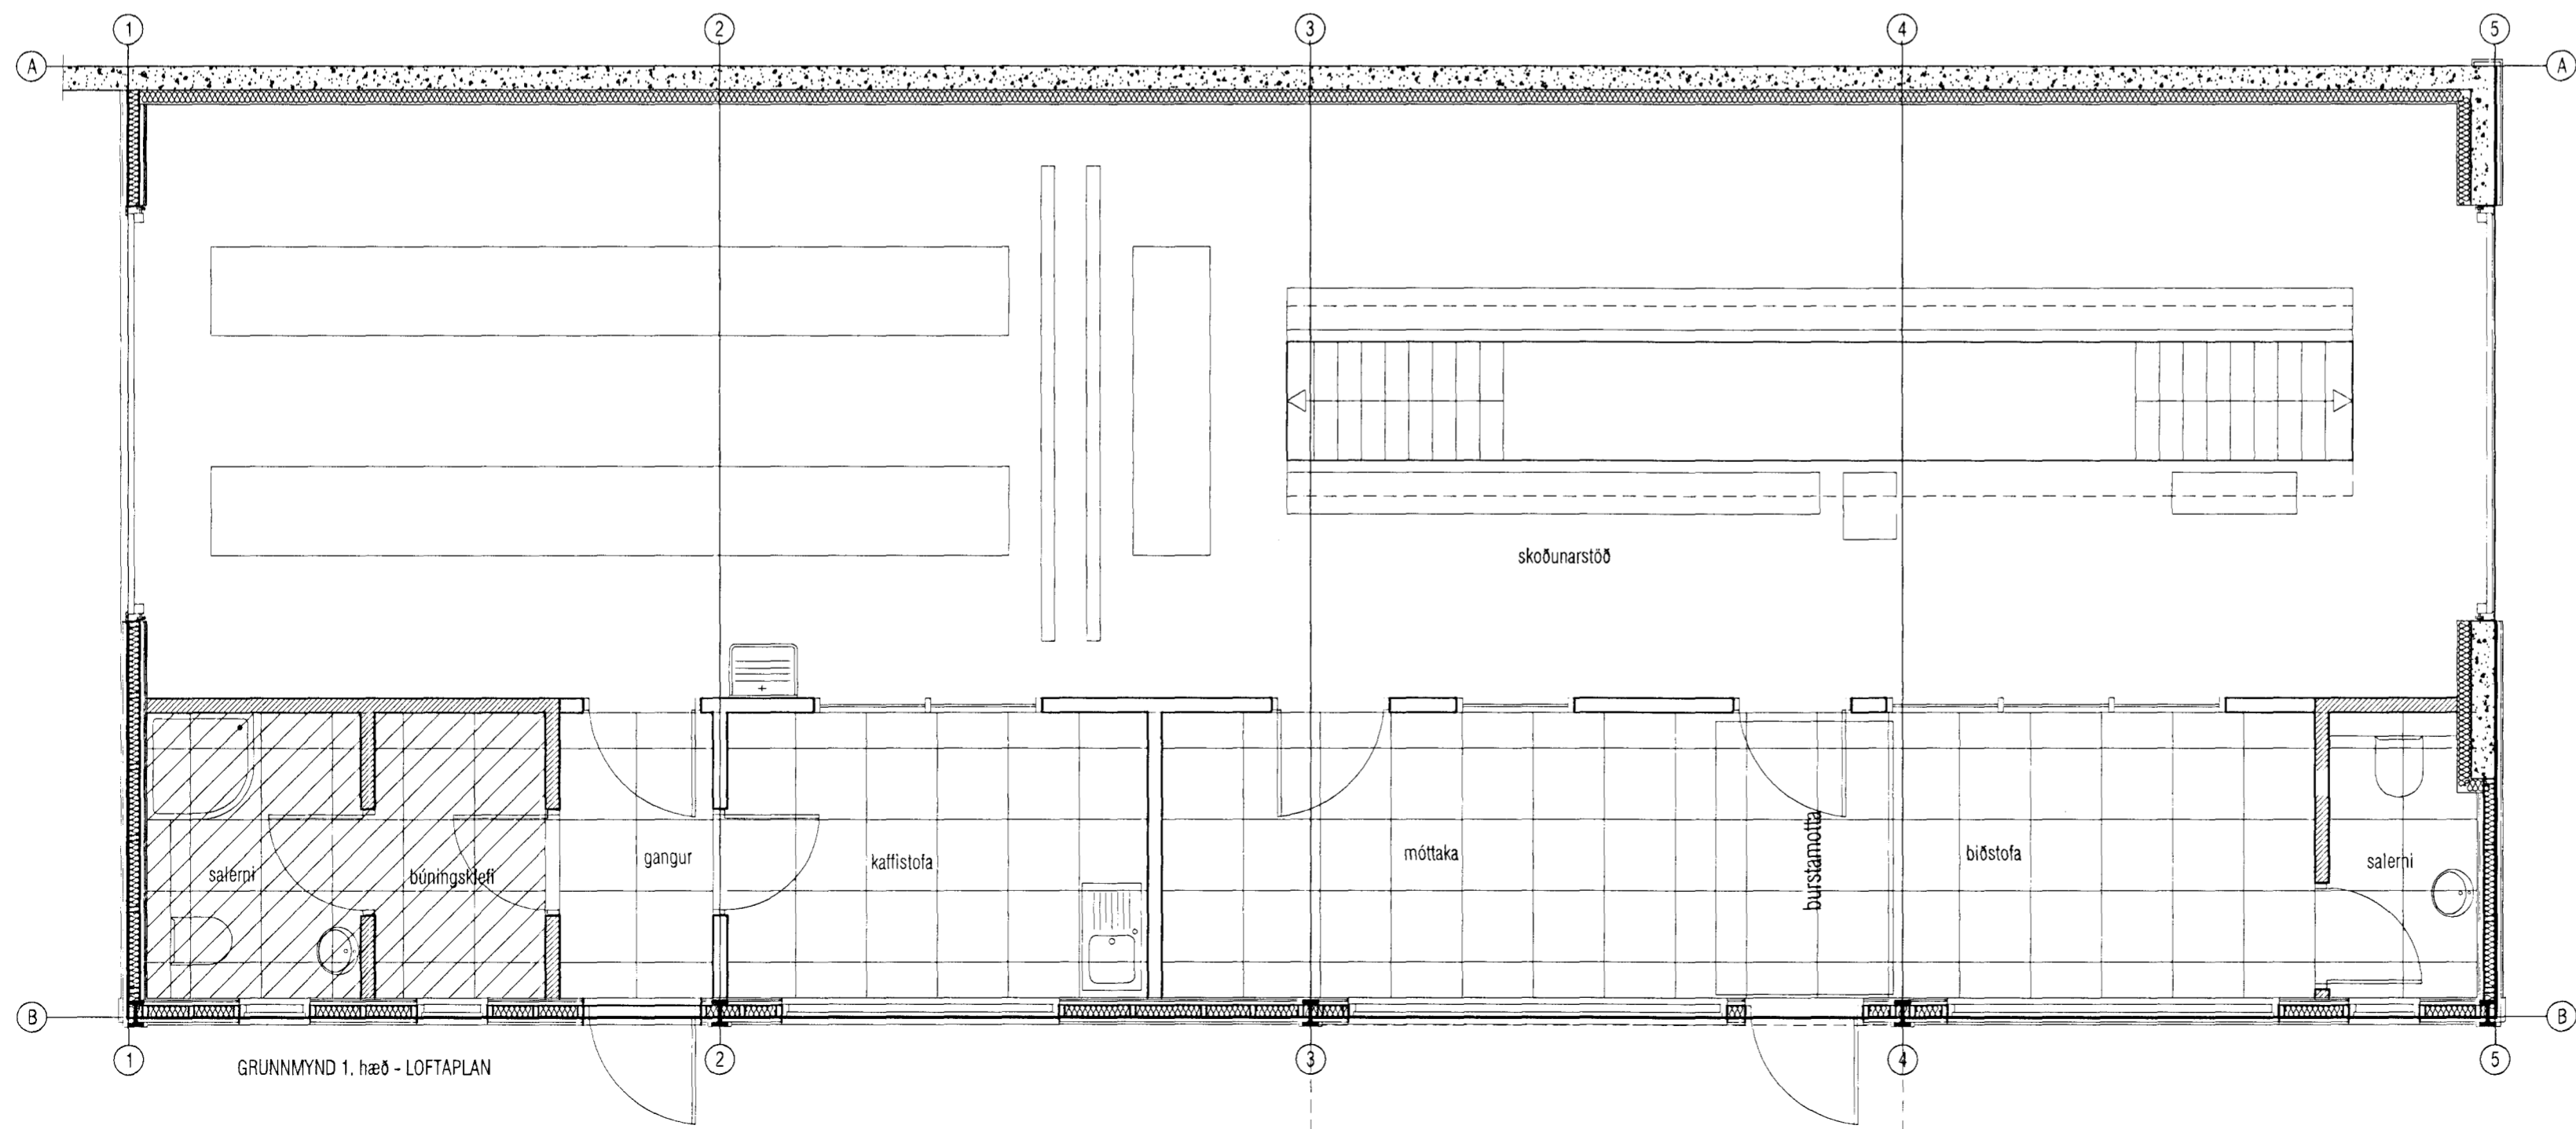 1 2 3 4 5
A A
skoðunarstöð
salerni búningsklefi gangur kaffistofa móttaka burstamotta biðstofa salerni
B B
1 2 3 4 5
GRUNNMYND 1. hæð - LOFTAPLAN